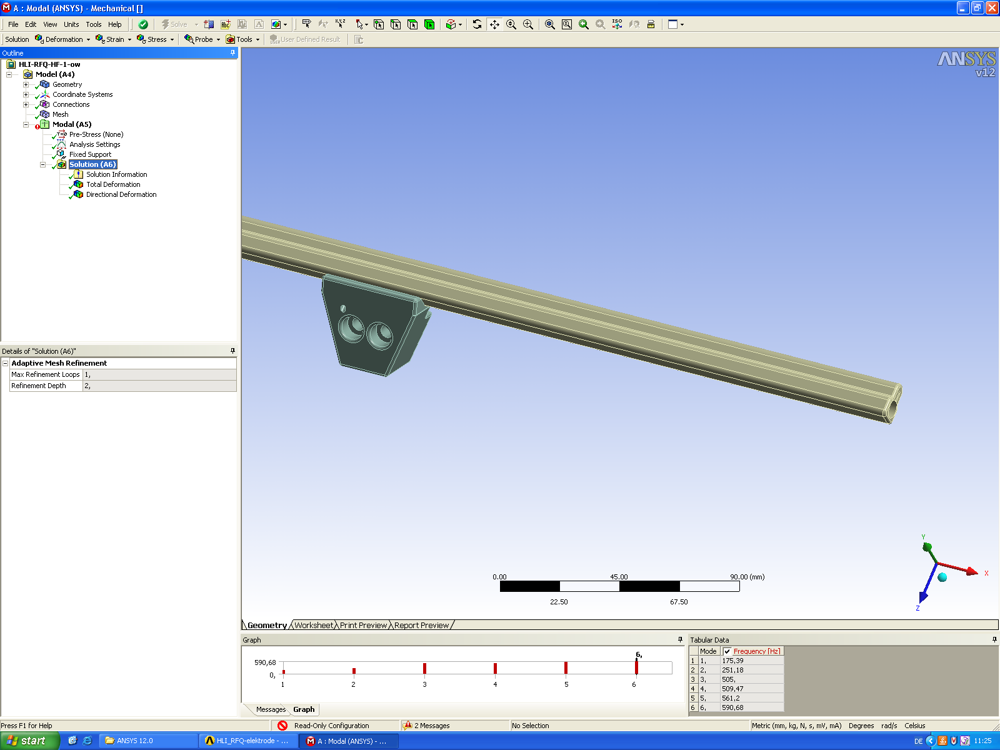 A : Modal (ANSYS) - Mechanical []
File Edit View Units Tools Help Solve
Solution Deformation Strain Stress Probe Tools User Defined Result
Outline
HLI-RFQ-HF-1-ow
Model (A4)
Geometry
Coordinate Systems
Connections
Mesh
Modal (A5)
Pre-Stress (None)
Analysis Settings
Fixed Support
Solution (A6)
Solution Information
Total Deformation
Directional Deformation
Details of "Solution (A6)"
Adaptive Mesh Refinement
Max Refinement Loops 1,
Refinement Depth 2,
ANSYS
v12
0.00 45.00 90.00 (mm)
22.50 67.50
Y
X
Z
Geometry Worksheet Print Preview Report Preview
Graph
590,68
0,
6,
1 2 3 4 5 6
Messages Graph
Tabular Data
Mode Frequency [Hz]
1 1, 175,39
2 2, 251,18
3 3, 505,
4 4, 509,47
5 5, 561,2
6 6, 590,68
Press F1 for Help Read-Only Configuration 2 Messages No Selection Metric (mm, kg, N, s, mV, mA) Degrees rad/s Celsius
start ANSYS 12.0 HLI_RFQ-elektrode - ... A : Modal (ANSYS) - ... DE 11:25